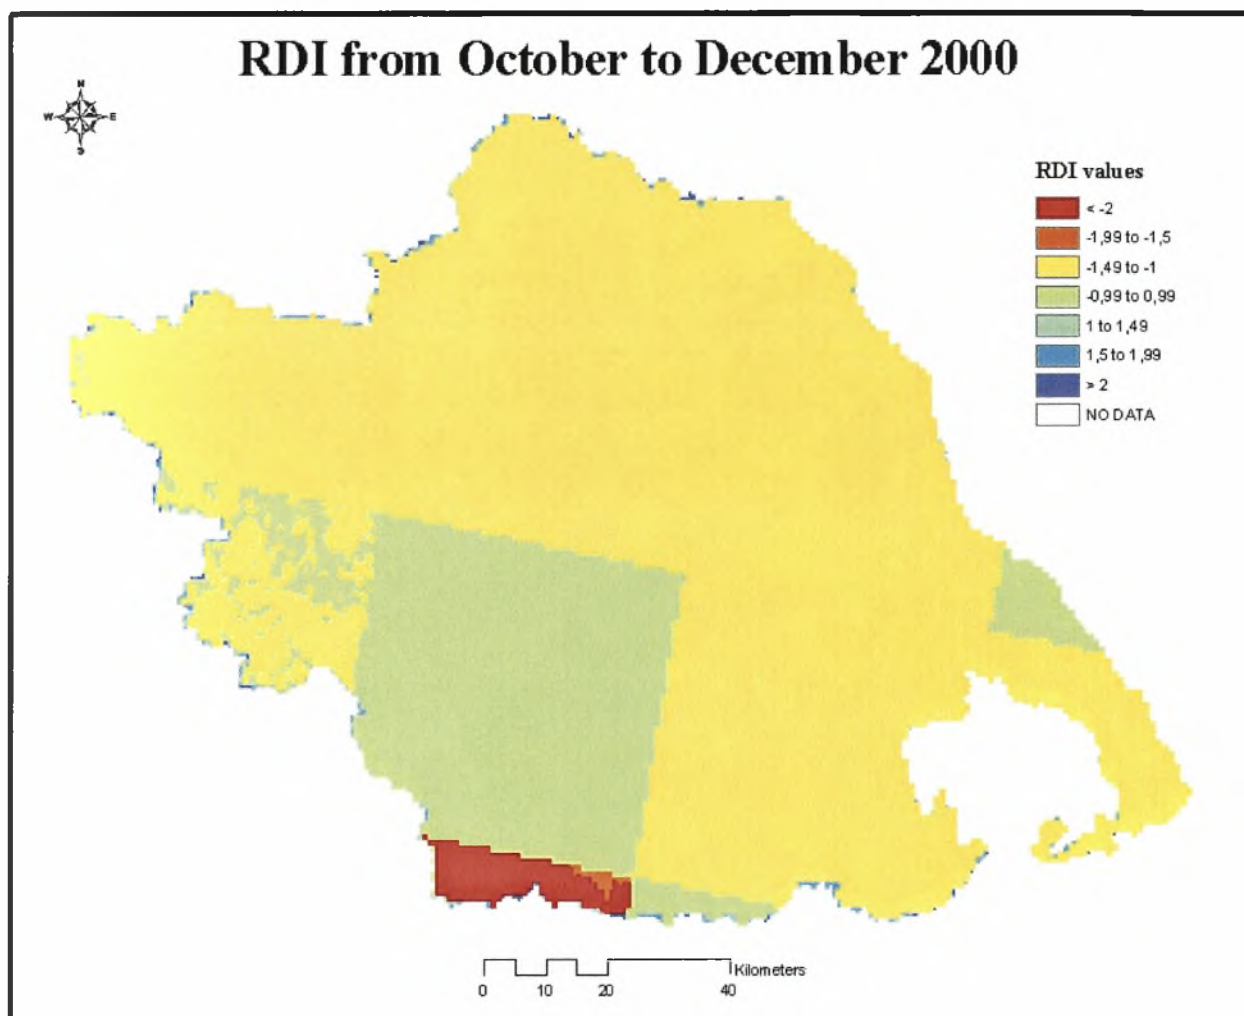 RDI from October to December 2000
N
W E
S
RDI values
< -2
-1,99 to -1,5
-1,49 to -1
-0,99 to 0,99
1 to 1,49
1,5 to 1,99
> 2
NO DATA
Kilometers
0 10 20 40